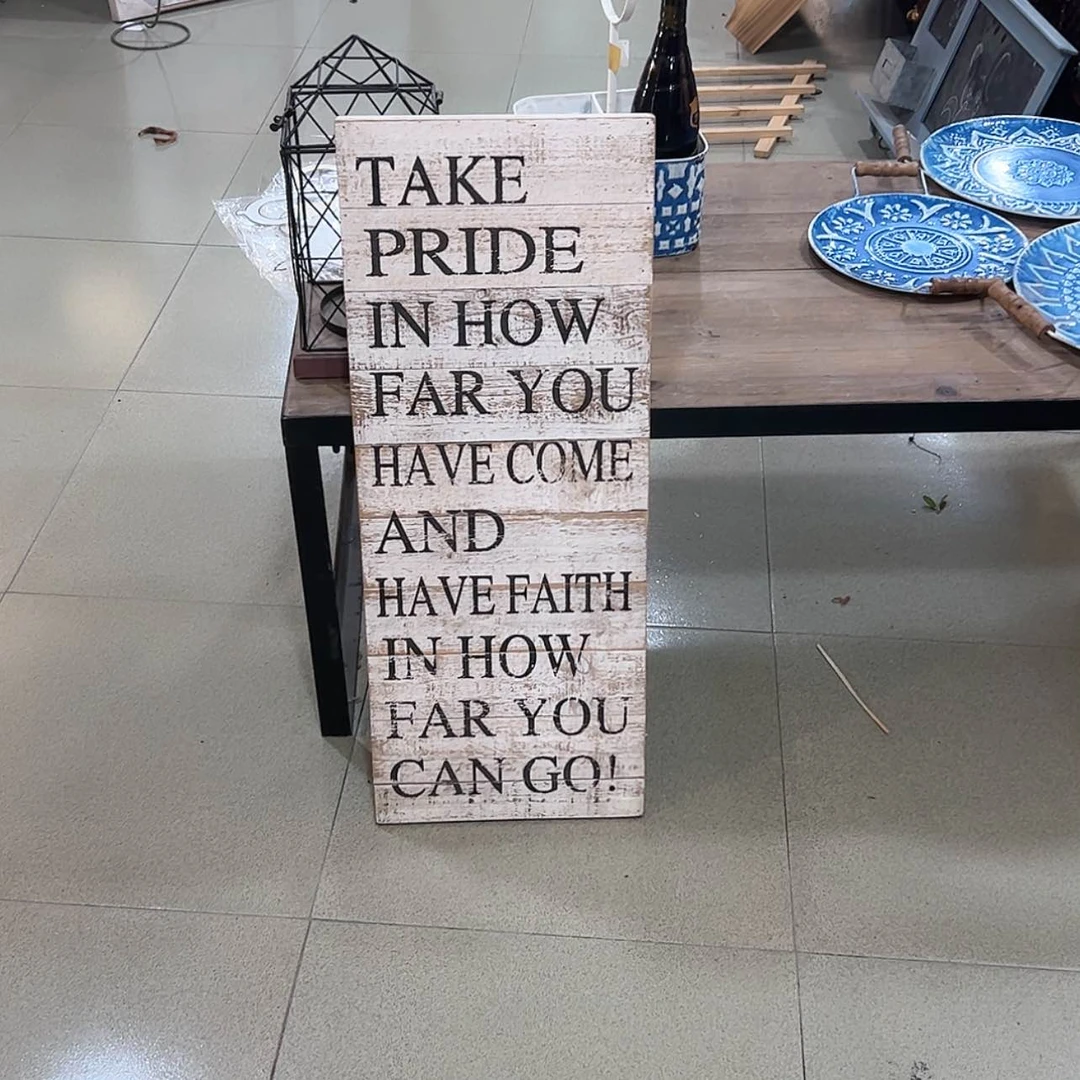 TAKE
PRIDE
IN HOW
FAR YOU
HAVE COME
AND
HAVE FAITH
IN HOW
FAR YOU
CAN GO!